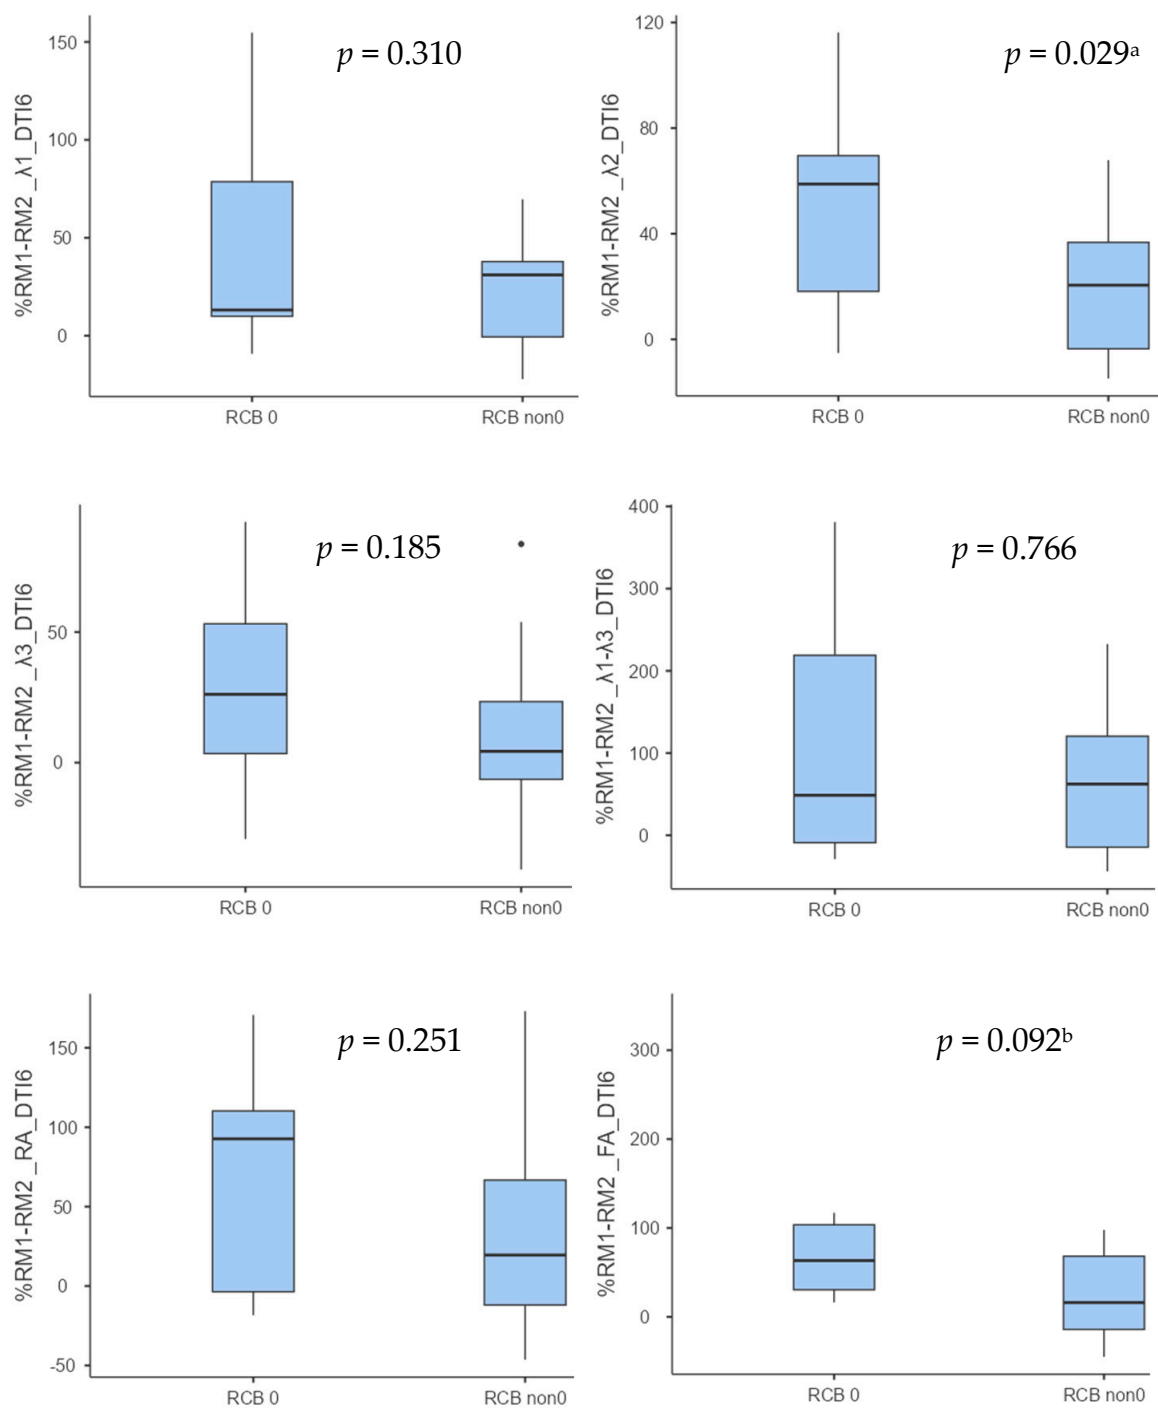 %RM1-RM2 _λ1_DTI6
150
100
50
0
p = 0.310
RCB 0
RCB non0
%RM1-RM2 _λ2_DTI6
120
80
40
0
p = 0.029ᵃ
RCB 0
RCB non0
%RM1-RM2 _λ3_DTI6
50
0
p = 0.185
RCB 0
RCB non0
%RM1-RM2 _λ1-λ3_DTI6
400
300
200
100
0
p = 0.766
RCB 0
RCB non0
%RM1-RM2 _RA_DTI6
150
100
50
0
-50
p = 0.251
RCB 0
RCB non0
%RM1-RM2 _FA_DTI6
300
200
100
0
p = 0.092ᵇ
RCB 0
RCB non0